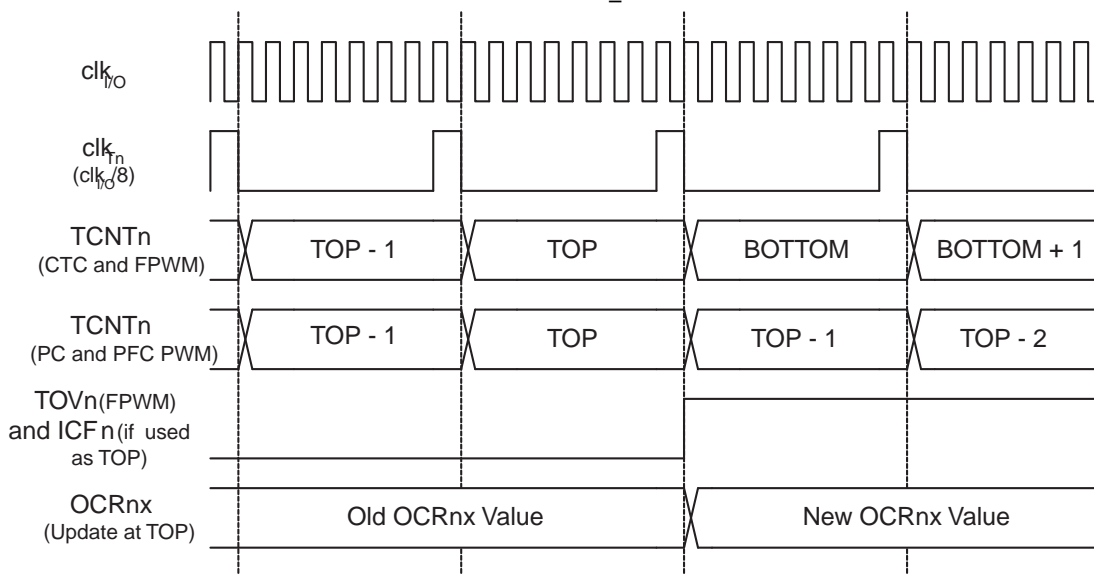 _
clkI/O
clkTn
(clkI/O/8)
TCNTn
(CTC and FPWM)
TOP - 1
TOP
BOTTOM
BOTTOM + 1
TCNTn
(PC and PFC PWM)
TOP - 1
TOP
TOP - 1
TOP - 2
TOVn(FPWM)
and ICFn(if used
as TOP)
OCRnx
(Update at TOP)
Old OCRnx Value
New OCRnx Value